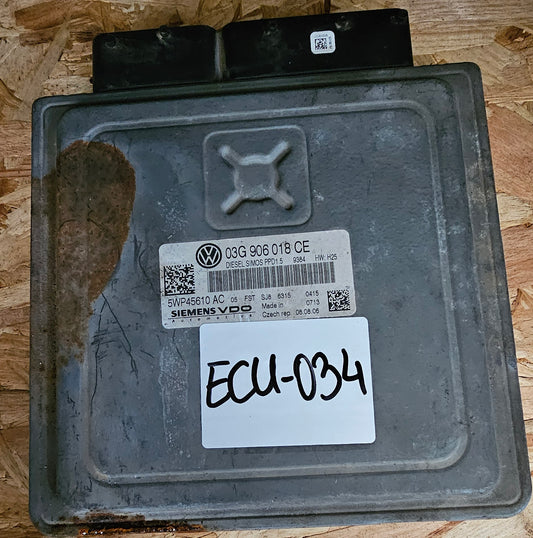 03G 906 018 CE
DIESEL SIMOS PPD1.5 9384 HW: H25
5WP45610 AC 05 FST SJ8 6315 0415
SIEMENS VDO Made in 0713
Automotive Czech rep. 08.08.06
ECU-034